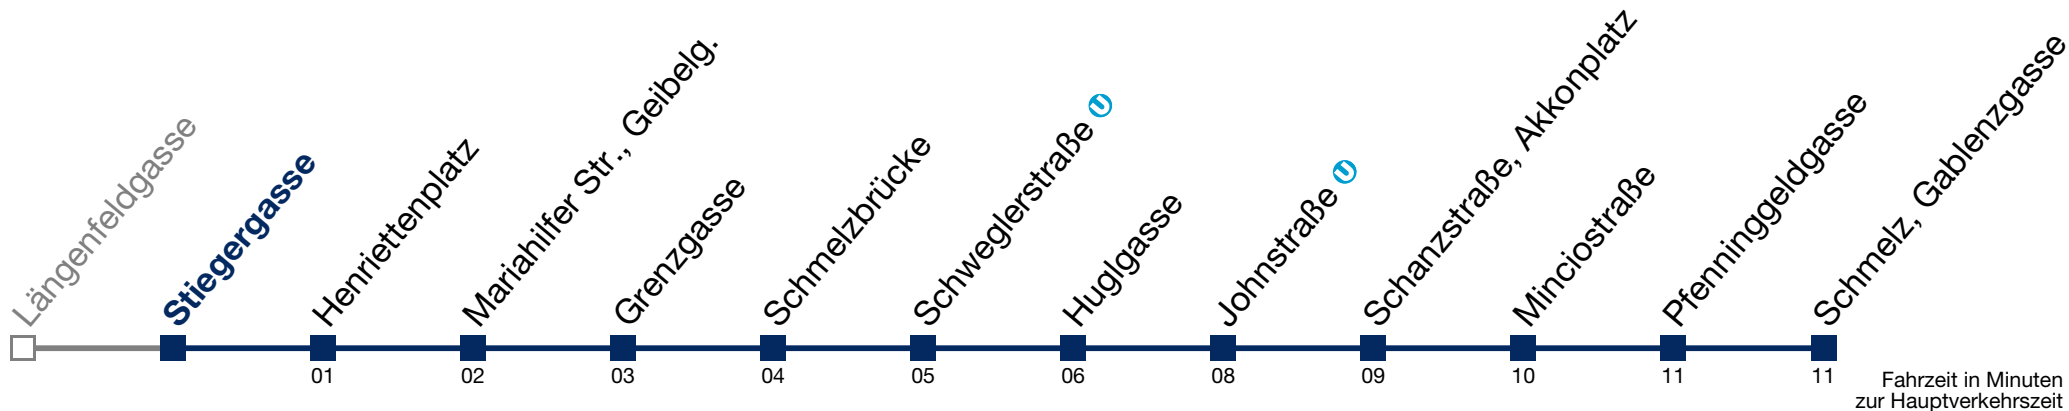 Längenfeldgasse
Stiegergasse
Henriettenplatz
Mariahilfer Str., Geibelg.
Grenzgasse
Schmelzbrücke
Schweglerstraße U
Huglgasse
Johnstraße U
Schanzstraße, Akkonplatz
Minciostraße
Pfenninggeldgasse
Schmelz, Gablenzgasse
01 02 03 04 05 06 08 09 10 11 11
Fahrzeit in Minuten
zur Hauptverkehrszeit